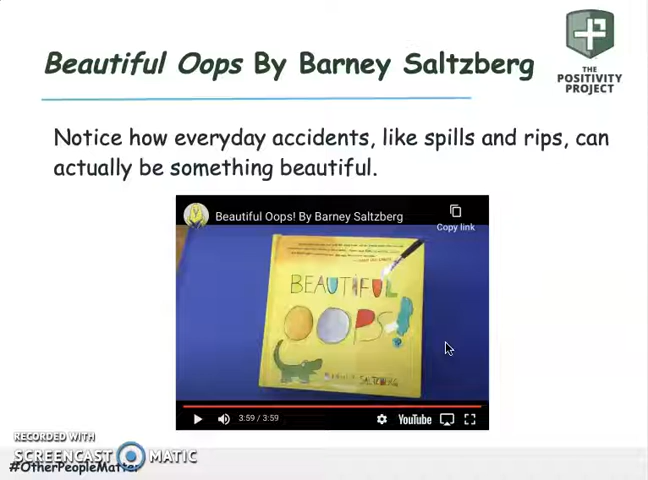 Beautiful Oops By Barney Saltzberg
THE
POSITIVITY
PROJECT
Notice how everyday accidents, like spills and rips, can
actually be something beautiful.
Beautiful Oops! By Barney Saltzberg
Copy link
BEAUTIFUL
OOPS!
SALTZBERG
3:59 / 3:59
YouTube
RECORDED WITH
SCREENCAST MATIC
#OtherPeopleMatter